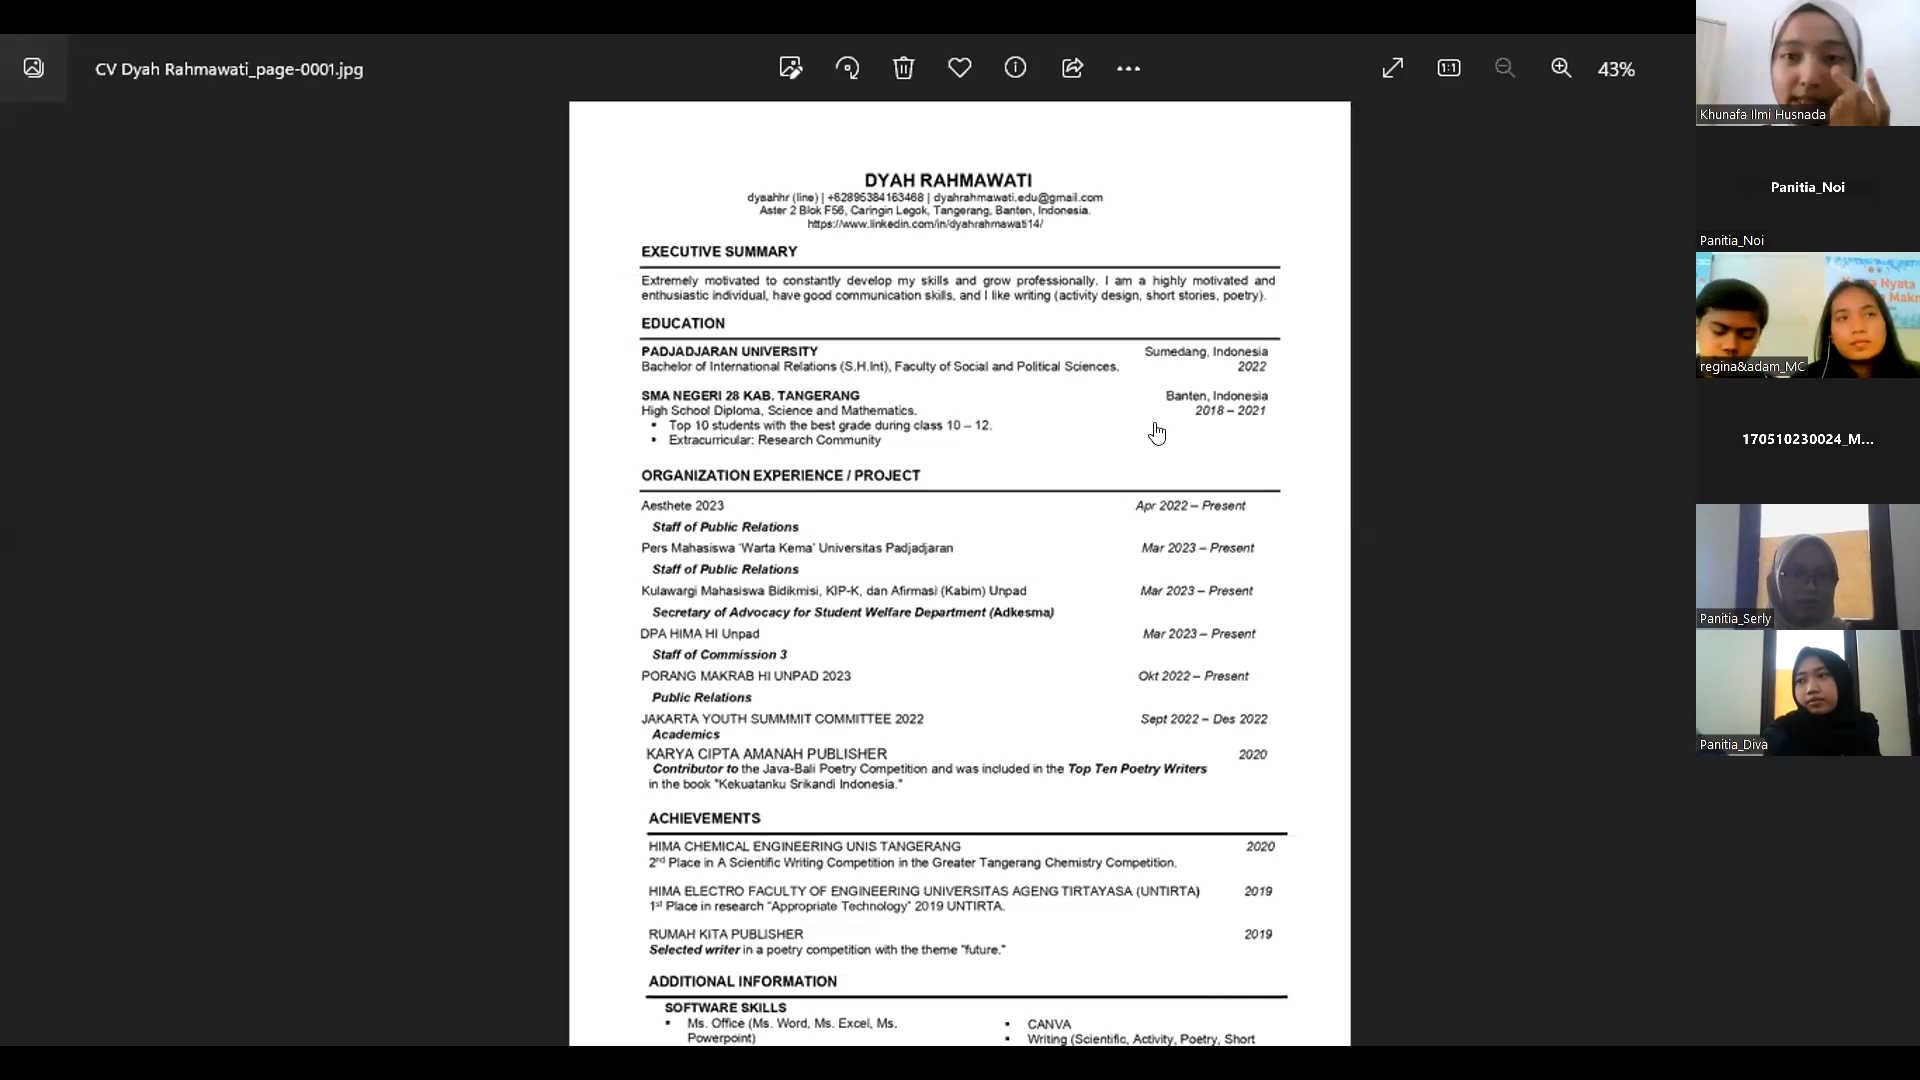 CV Dyah Rahmawati_page-0001.jpg
43%
DYAH RAHMAWATI
dyaahhr (line) | +62895384163468 | dyahrahmawati.edu@gmail.com
Aster 2 Blok F56, Caringin Legok, Tangerang, Banten, Indonesia.
https://www.linkedin.com/in/dyahrahmawati14/
EXECUTIVE SUMMARY
Extremely motivated to constantly develop my skills and grow professionally. I am a highly motivated and
enthusiastic individual, have good communication skills, and I like writing (activity design, short stories, poetry).
EDUCATION
PADJADJARAN UNIVERSITY Sumedang, Indonesia
Bachelor of International Relations (S.H.Int), Faculty of Social and Political Sciences. 2022
SMA NEGERI 28 KAB. TANGERANG Banten, Indonesia
High School Diploma, Science and Mathematics. 2018 – 2021
• Top 10 students with the best grade during class 10 – 12.
• Extracurricular: Research Community
ORGANIZATION EXPERIENCE / PROJECT
Aesthete 2023 Apr 2022 – Present
Staff of Public Relations
Pers Mahasiswa 'Warta Kema' Universitas Padjadjaran Mar 2023 – Present
Staff of Public Relations
Kulawargi Mahasiswa Bidikmisi, KIP-K, dan Afirmasi (Kabim) Unpad Mar 2023 – Present
Secretary of Advocacy for Student Welfare Department (Adkesma)
DPA HIMA HI Unpad Mar 2023 – Present
Staff of Commission 3
PORANG MAKRAB HI UNPAD 2023 Okt 2022 – Present
Public Relations
JAKARTA YOUTH SUMMMIT COMMITTEE 2022 Sept 2022 – Des 2022
Academics
KARYA CIPTA AMANAH PUBLISHER 2020
Contributor to the Java-Bali Poetry Competition and was included in the Top Ten Poetry Writers
in the book "Kekuatanku Srikandi Indonesia."
ACHIEVEMENTS
HIMA CHEMICAL ENGINEERING UNIS TANGERANG 2020
2nd Place in A Scientific Writing Competition in the Greater Tangerang Chemistry Competition.
HIMA ELECTRO FACULTY OF ENGINEERING UNIVERSITAS AGENG TIRTAYASA (UNTIRTA) 2019
1st Place in research "Appropriate Technology" 2019 UNTIRTA.
RUMAH KITA PUBLISHER 2019
Selected writer in a poetry competition with the theme "future."
ADDITIONAL INFORMATION
SOFTWARE SKILLS
• Ms. Office (Ms. Word, Ms. Excel, Ms.
Powerpoint)
• CANVA
• Writing (Scientific, Activity, Poetry, Short
Khunafa Ilmi Husnada
Panitia_Noi
Panitia_Noi
Nyata
Makr
regina&adam_MC
170510230024_M...
Panitia_Serly
Panitia_Diva